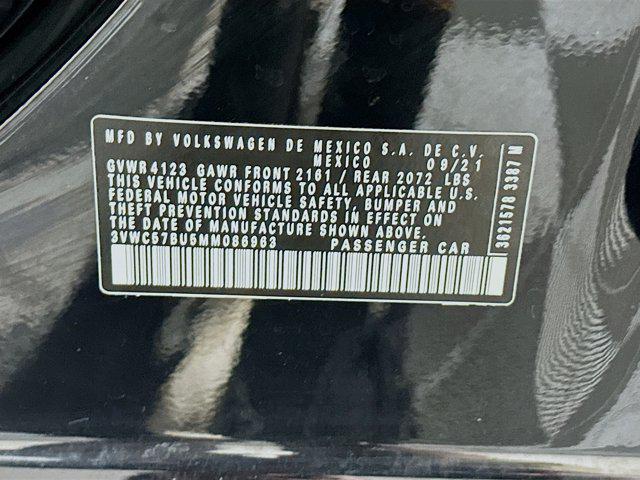 MFD BY VOLKSWAGEN DE MEXICO S.A. DE C.V.
MEXICO 09/21
GVWR 4123 GAWR FRONT 2161 / REAR 2072 LBS
THIS VEHICLE CONFORMS TO ALL APPLICABLE U.S.
FEDERAL MOTOR VEHICLE SAFETY, BUMPER AND
THEFT PREVENTION STANDARDS IN EFFECT ON
THE DATE OF MANUFACTURE SHOWN ABOVE.
3VWC57BU5MM086963 PASSENGER CAR
3G21578 3387 M